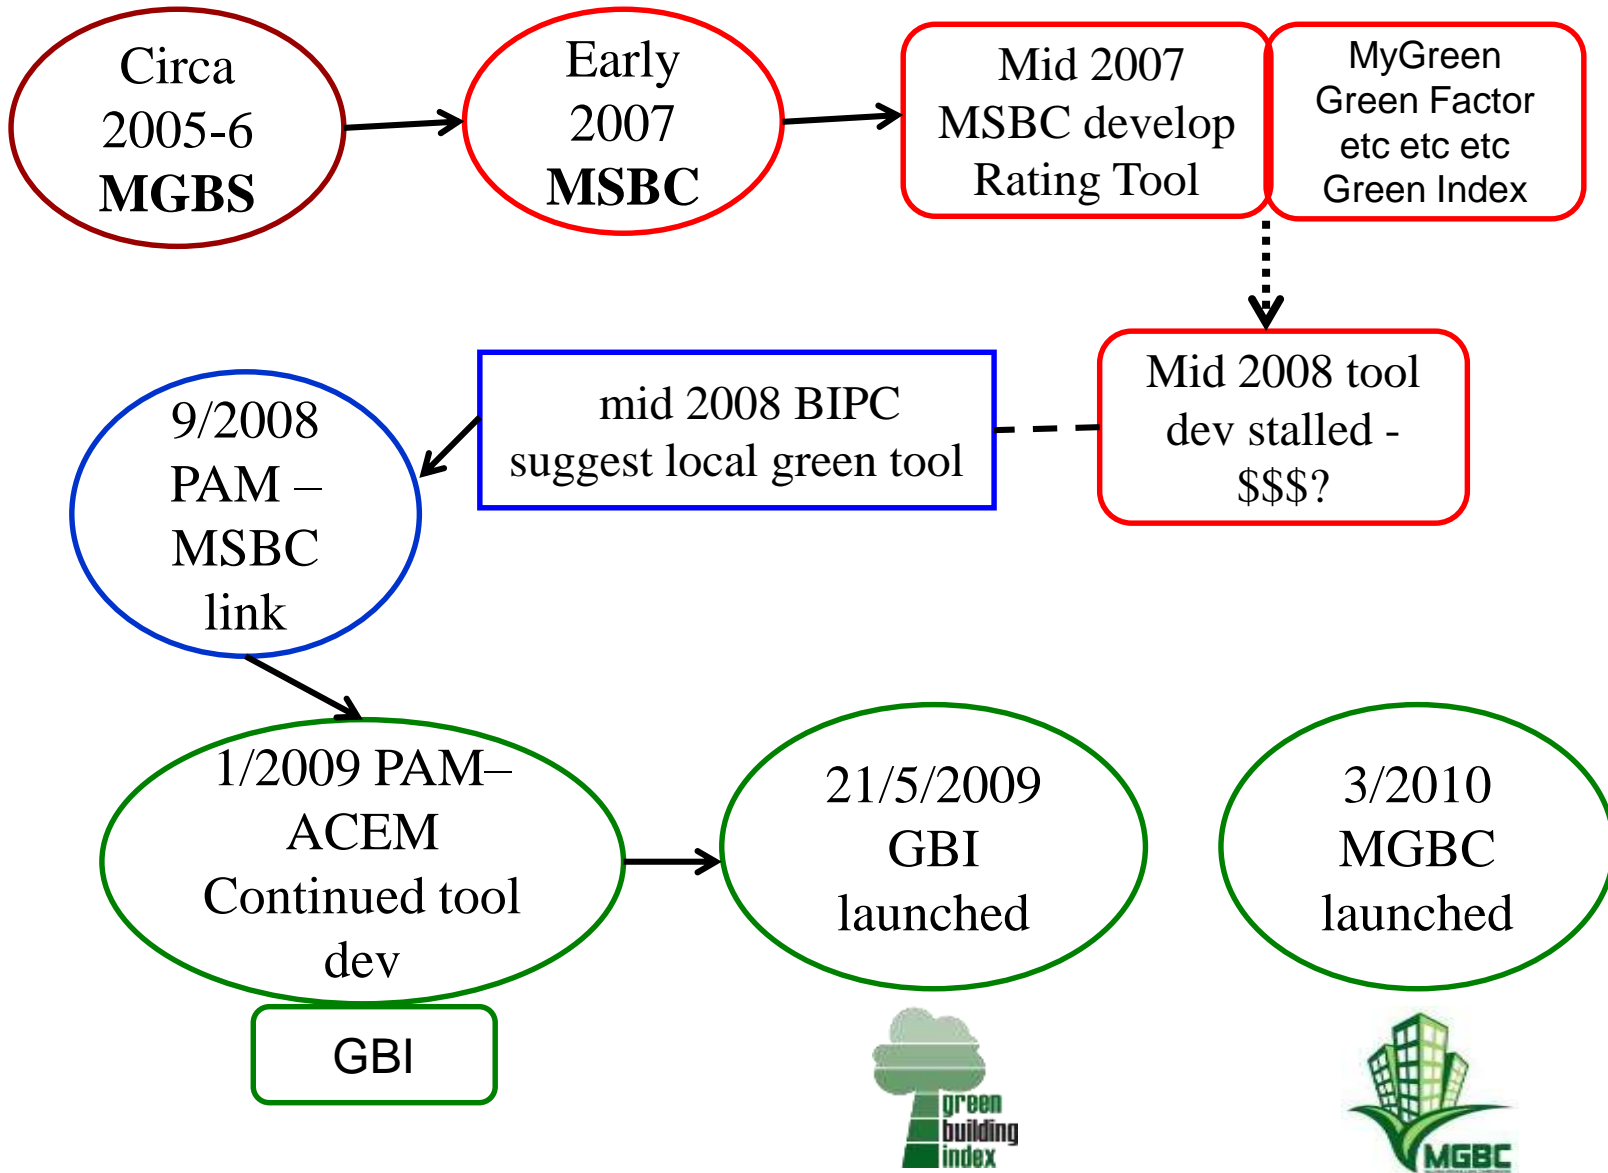 Circa
2005-6
MGBS
Early
2007
MSBC
Mid 2007
MSBC develop
Rating Tool
MyGreen
Green Factor
etc etc etc
Green Index
Mid 2008 tool
dev stalled -
$$$?
mid 2008 BIPC
suggest local green tool
9/2008
PAM –
MSBC
link
1/2009 PAM–
ACEM
Continued tool
dev
GBI
21/5/2009
GBI
launched
3/2010
MGBC
launched
green
building
index
MGBC